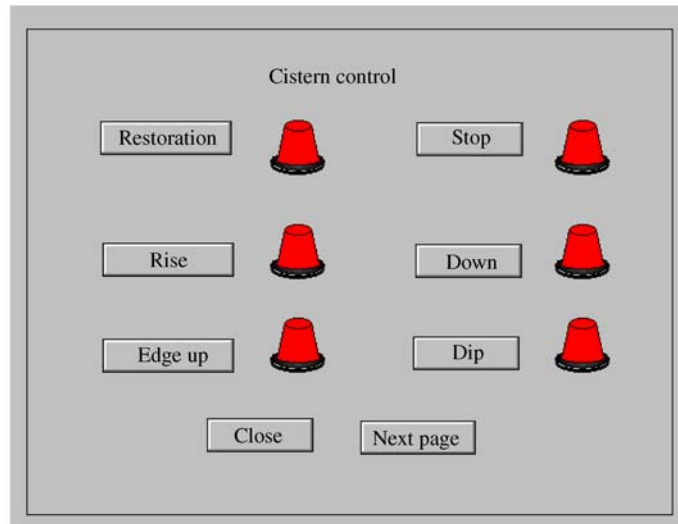 Cistern control
Restoration
Stop
Rise
Down
Edge up
Dip
Close
Next page